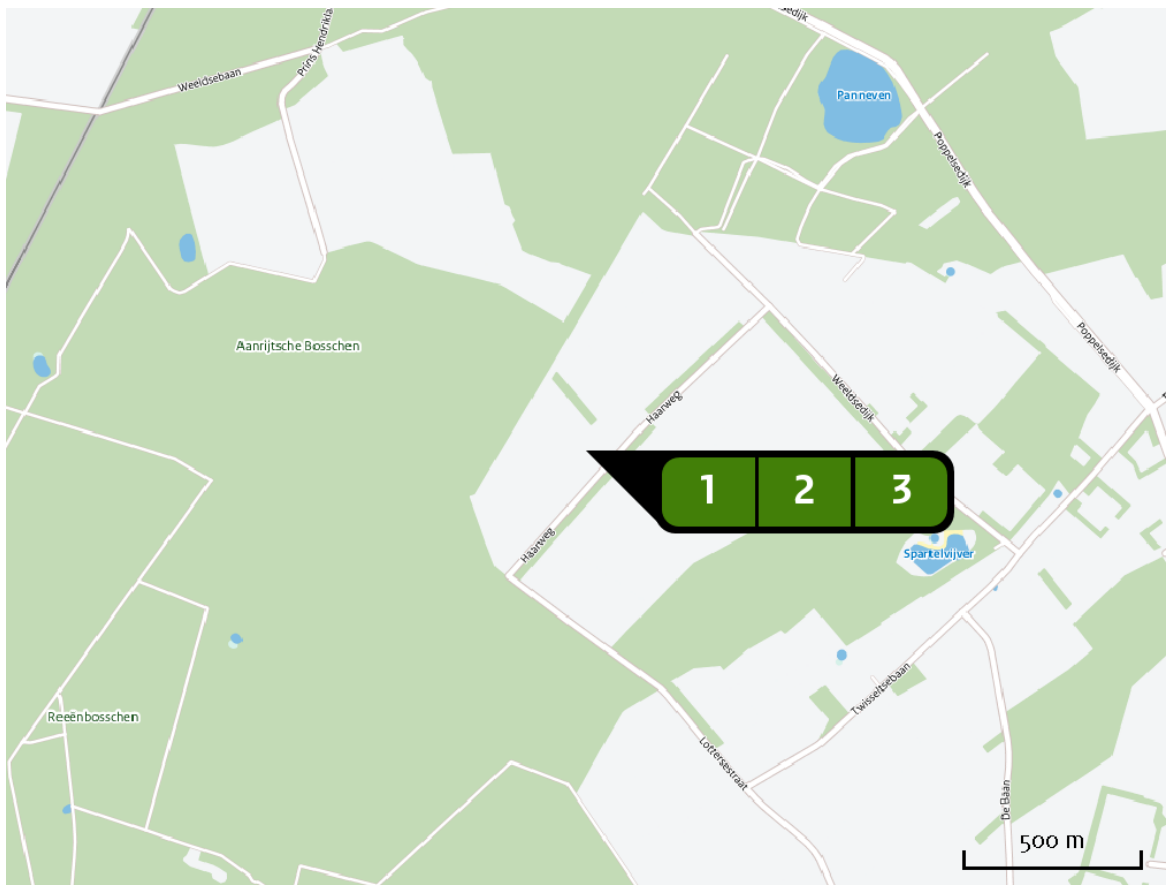 sedijk
Prins Hendrikla
Weeldsebaan
Panneven
Poppelsedijk
Aanrijtsche Bosschen
Poppelsedijk
Weeldsedijk
Haarweg
1 2 3
Haarweg
Spartelvijver
Twisseltsebaan
Reeënbosschen
Lottersestraat
De Baan
500 m